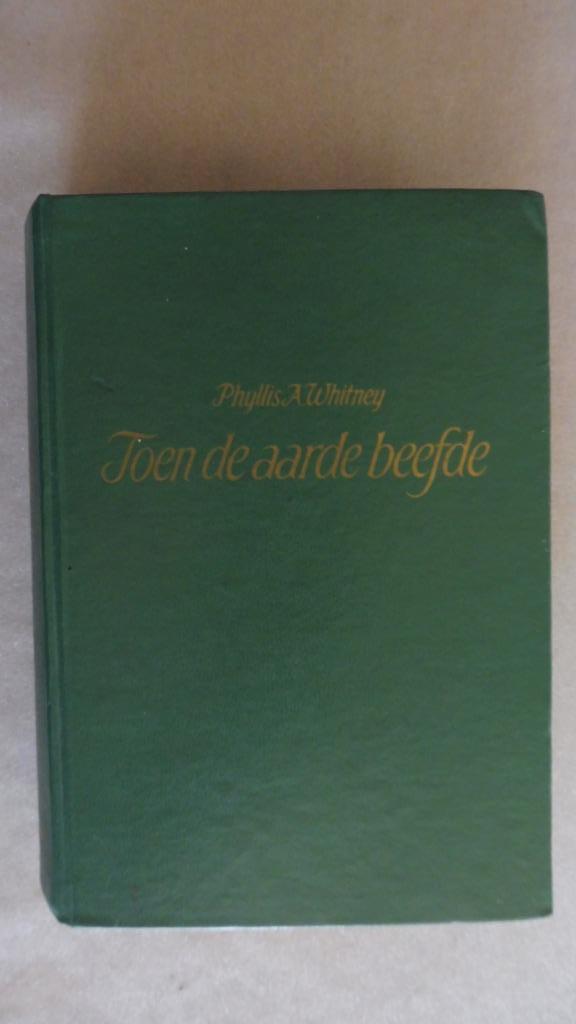 Phyllis A. Whitney
Toen de aarde beefde